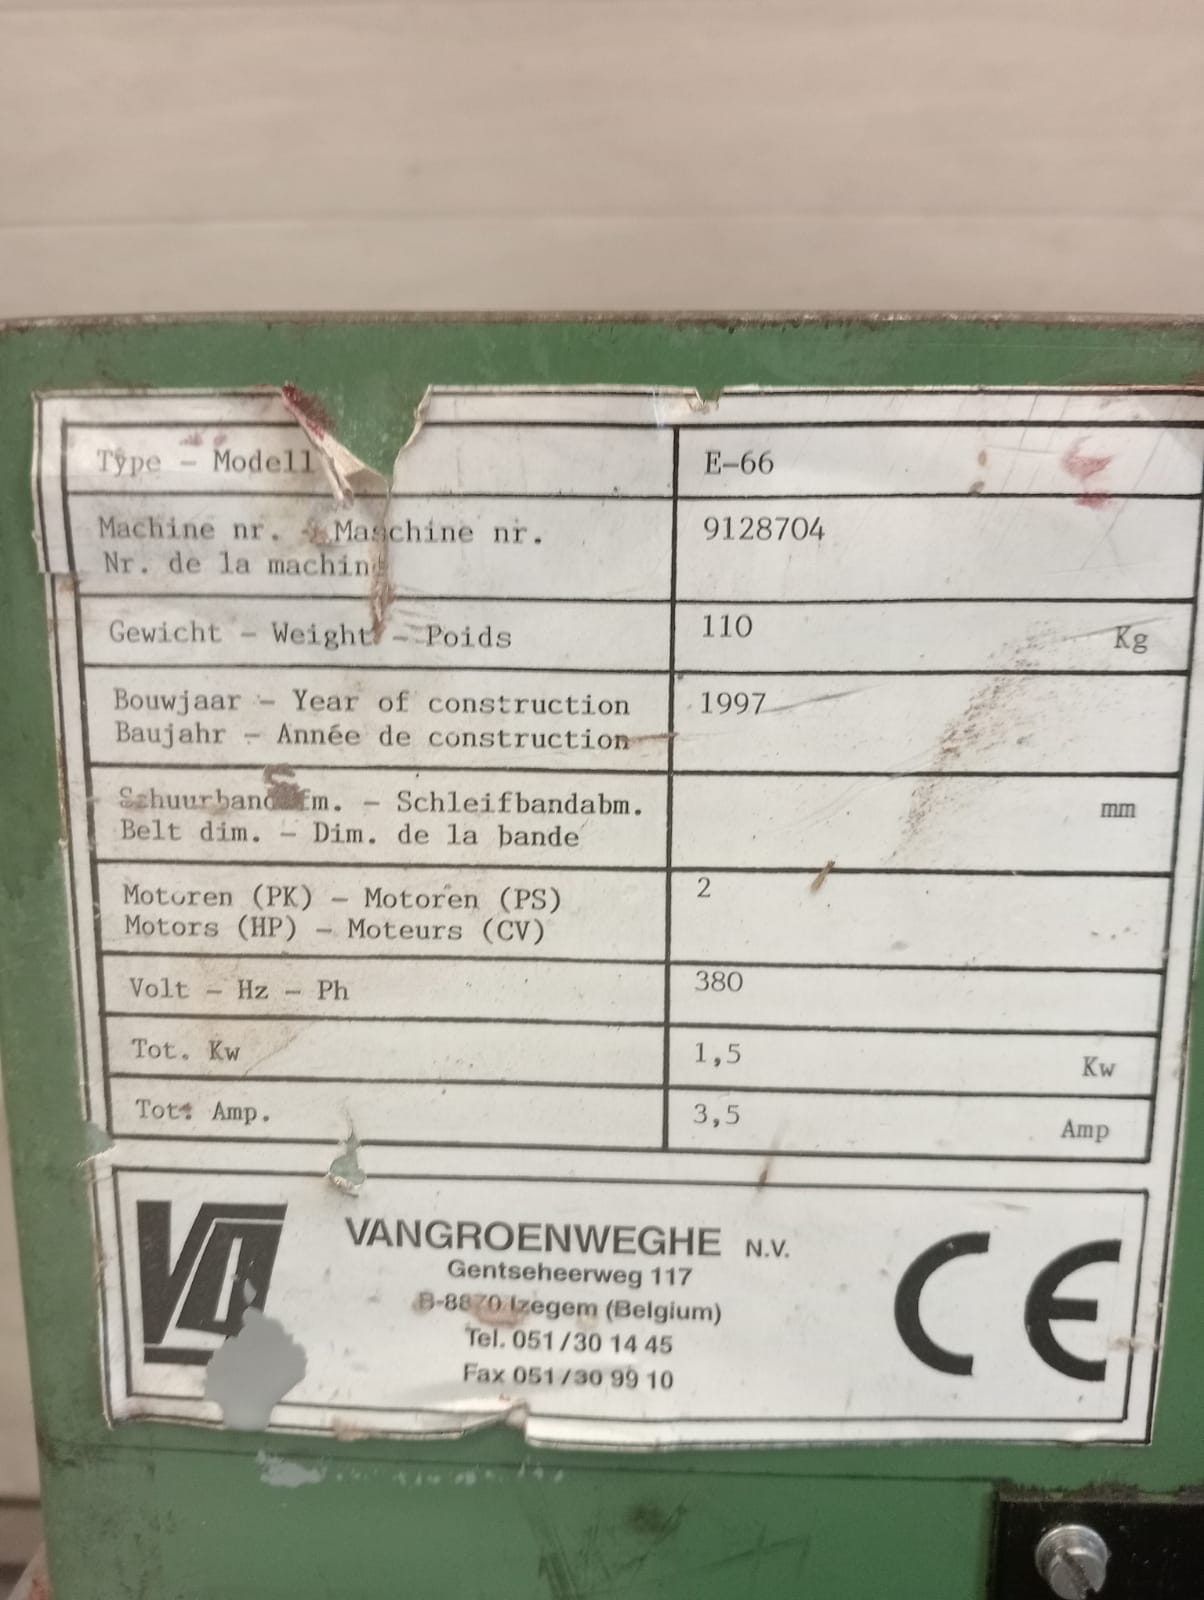 Type - Modell E-66
Machine nr. - Maschine nr. 9128704
Nr. de la machine
Gewicht - Weight - Poids 110 Kg
Bouwjaar - Year of construction 1997
Baujahr - Année de construction
Schuurbandafm. - Schleifbandabm. mm
Belt dim. - Dim. de la bande
Motoren (PK) - Motoren (PS) 2
Motors (HP) - Moteurs (CV)
Volt - Hz - Ph 380
Tot. Kw 1,5 Kw
Tot. Amp. 3,5 Amp
VANGROENWEGHE N.V.
Gentseheerweg 117
B-8870 Izegem (Belgium)
Tel. 051/30 14 45
Fax 051/30 99 10
CE